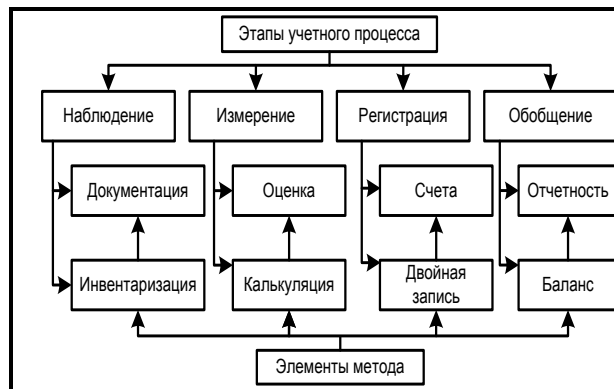 Этапы учетного процесса
Наблюдение
Измерение
Регистрация
Обобщение
Документация
Оценка
Счета
Отчетность
Инвентаризация
Калькуляция
Двойная
запись
Баланс
Элементы метода